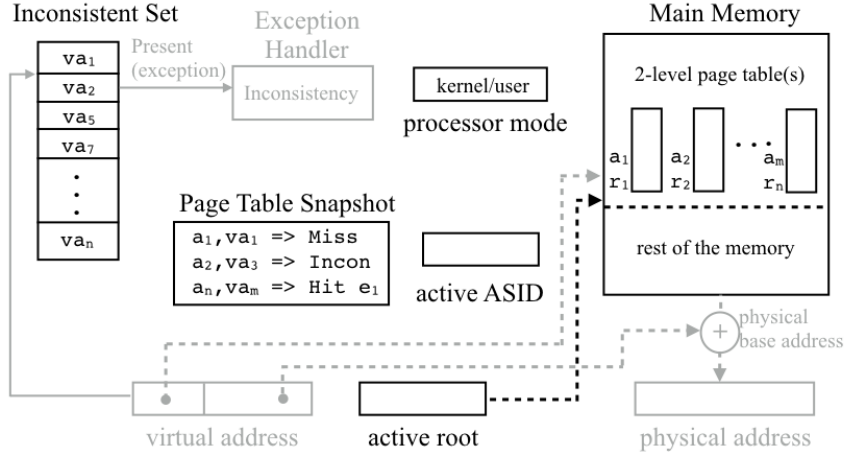 Inconsistent Set
va₁
va₂
va₅
va₇
.
.
.
vaₙ
Present
(exception)
Exception
Handler
Inconsistency
kernel/user
processor mode
Main Memory
2-level page table(s)
a₁
r₁
a₂
r₂
. . .
aₘ
rₙ
rest of the memory
Page Table Snapshot
a₁,va₁ => Miss
a₂,va₃ => Incon
aₙ,vaₘ => Hit e₁
active ASID
+
physical
base address
virtual address
active root
physical address